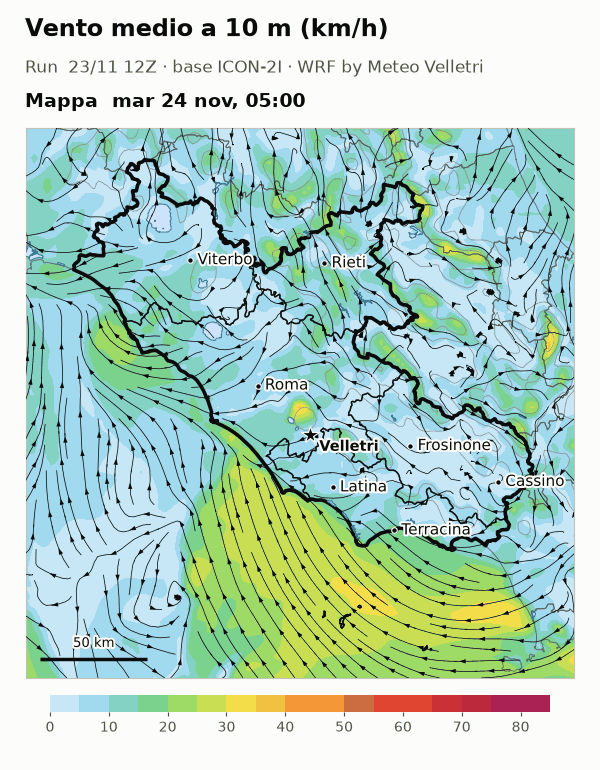 Vento medio a 10 m (km/h)
Run  23/11 12Z · base ICON-2I · WRF by Meteo Velletri
Mappa  mar 24 nov, 05:00
Viterbo
Rieti
Roma
Velletri
Frosinone
Latina
Cassino
Terracina
50 km
0 10 20 30 40 50 60 70 80